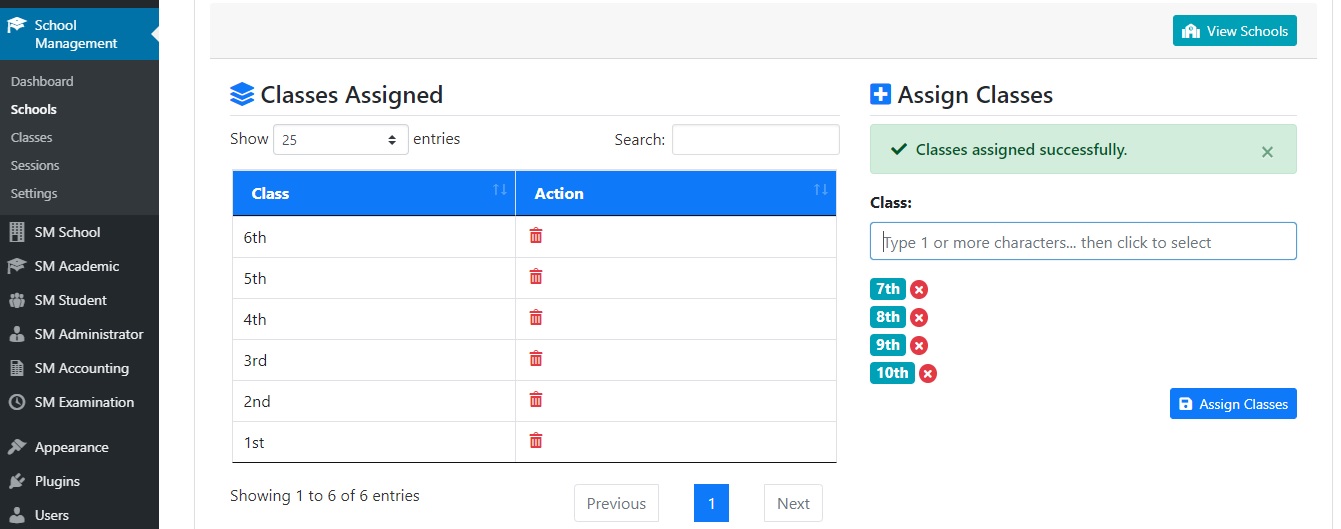 School
Management
Dashboard
Schools
Classes
Sessions
Settings
SM School
SM Academic
SM Student
SM Administrator
SM Accounting
SM Examination
Appearance
Plugins
Users
View Schools
Classes Assigned
Show 25 entries
Search:
Class Action
6th
5th
4th
3rd
2nd
1st
Showing 1 to 6 of 6 entries
Previous 1 Next
Assign Classes
Classes assigned successfully. ×
Class:
Type 1 or more characters... then click to select
7th
8th
9th
10th
Assign Classes